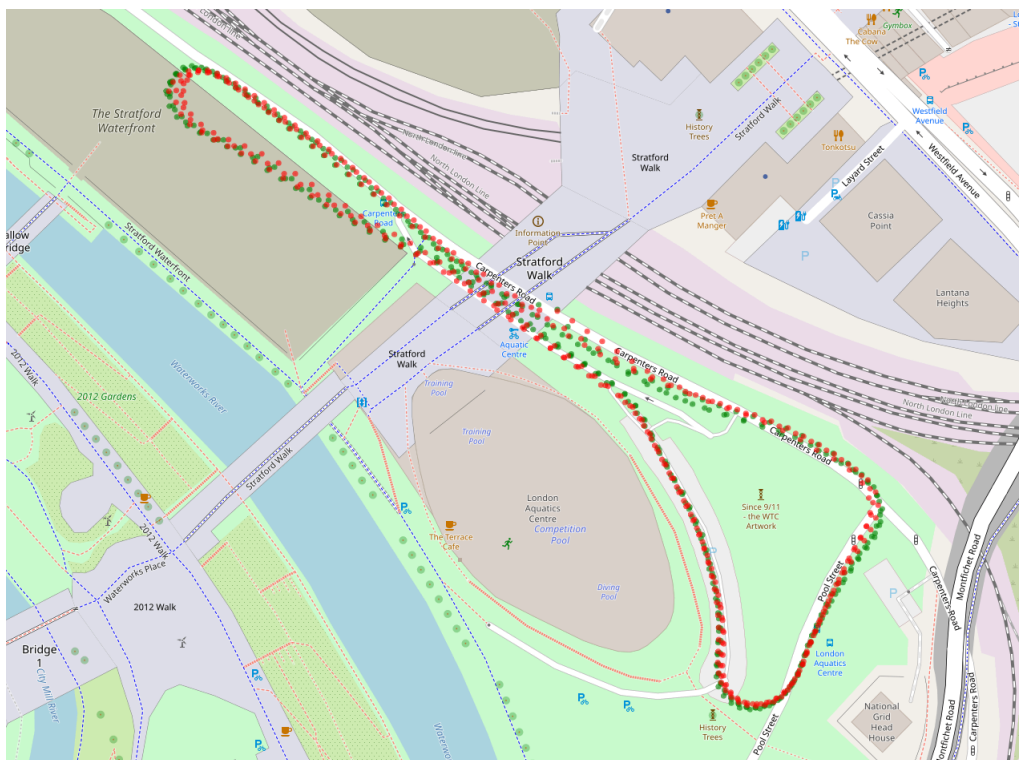 Gymbox
Cabana
The Cow
The Stratford
Waterfront
North London line
North London Line
History
Trees
Stratford Walk
Westfield
Avenue
Tonkotsu
Stratford
Walk
Layard Street
Westfield Avenue
Pret A
Manger
Cassia
Point
Carpenters
Road
Information
Point
Stratford Waterfront
Stratford
Walk
Carpenters Road
Lantana
Heights
2012 Walk
Waterworks River
2012 Gardens
Stratford
Walk
Aquatic
Centre
Carpenters Road
Training
Pool
North London Line
North London Line
Training
Pool
Carpenters Road
Stratford Walk
London
Aquatics
Centre
Competition
Pool
Since 9/11
- the WTC
Artwork
The Terrace
Cafe
2012 Walk
Waterworks Place
2012 Walk
Diving
Pool
Pool Street
Carpenters Road
Montfichet Road
Bridge
1
City Mill River
London
Aquatics
Centre
History
Trees
Pool Street
National
Grid
Head
House
Montfichet Road
Carpenters Road